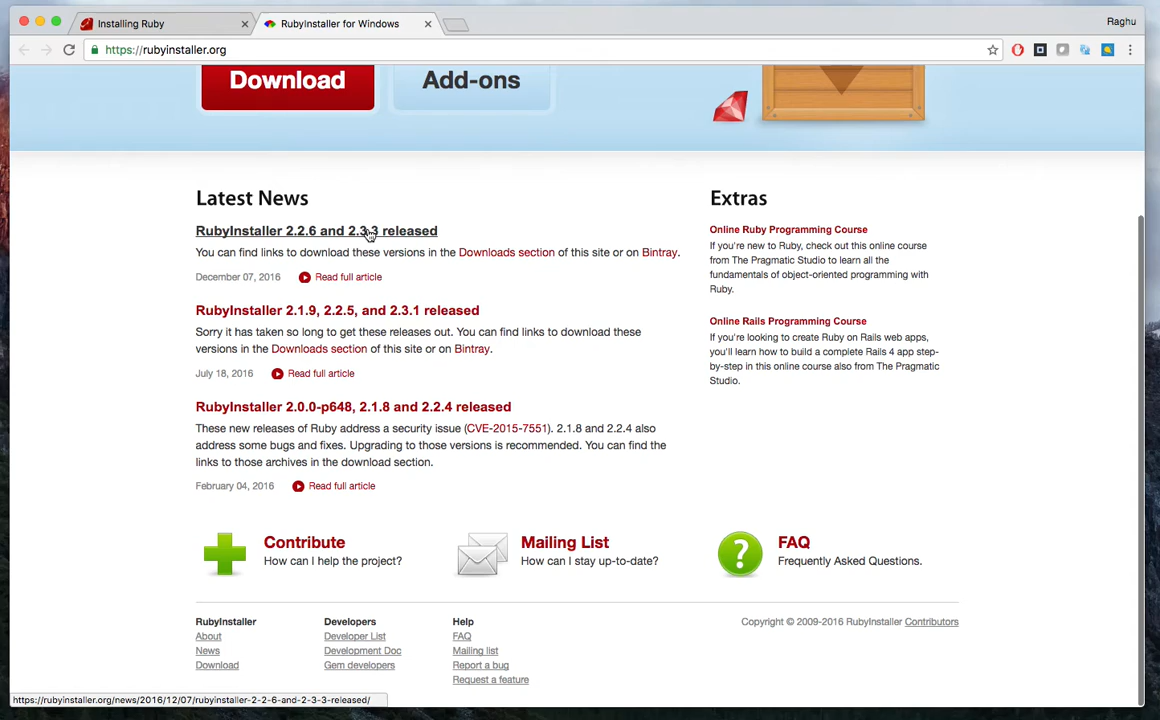 Installing Ruby
RubyInstaller for Windows
Raghu
https://rubyinstaller.org
Download
Add-ons
Latest News
RubyInstaller 2.2.6 and 2.3.3 released
You can find links to download these versions in the Downloads section of this site or on Bintray.
December 07, 2016 Read full article
RubyInstaller 2.1.9, 2.2.5, and 2.3.1 released
Sorry it has taken so long to get these releases out. You can find links to download these
versions in the Downloads section of this site or on Bintray.
July 18, 2016 Read full article
RubyInstaller 2.0.0-p648, 2.1.8 and 2.2.4 released
These new releases of Ruby address a security issue (CVE-2015-7551). 2.1.8 and 2.2.4 also
address some bugs and fixes. Upgrading to those versions is recommended. You can find the
links to those archives in the download section.
February 04, 2016 Read full article
Extras
Online Ruby Programming Course
If you're new to Ruby, check out this online course
from The Pragmatic Studio to learn all the
fundamentals of object-oriented programming with
Ruby.
Online Rails Programming Course
If you're looking to create Ruby on Rails web apps,
you'll learn how to build a complete Rails 4 app step-
by-step in this online course also from The Pragmatic
Studio.
Contribute
How can I help the project?
Mailing List
How can I stay up-to-date?
FAQ
Frequently Asked Questions.
RubyInstaller
About
News
Download
Developers
Developer List
Development Doc
Gem developers
Help
FAQ
Mailing list
Report a bug
Request a feature
Copyright © 2009-2016 RubyInstaller Contributors
https://rubyinstaller.org/news/2016/12/07/rubyinstaller-2-2-6-and-2-3-3-released/